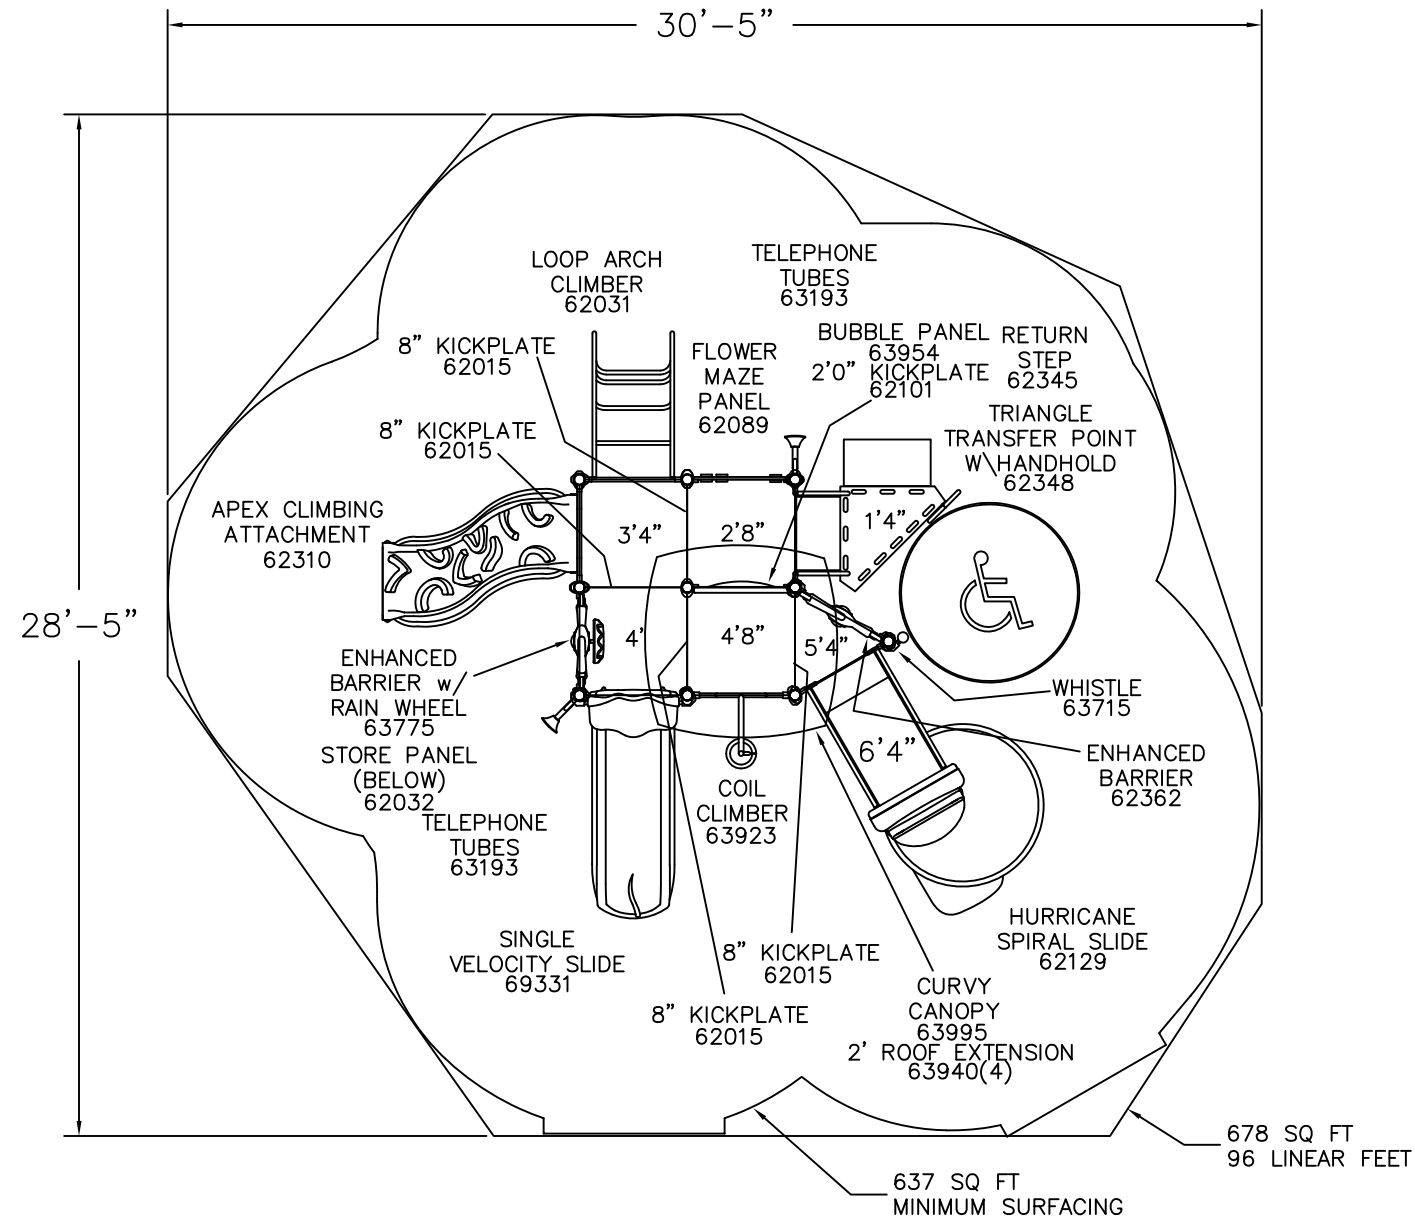 30'-5"
28'-5"
LOOP ARCH
CLIMBER
62031
TELEPHONE
TUBES
63193
8" KICKPLATE
62015
FLOWER
MAZE
PANEL
62089
BUBBLE PANEL
63954
2'0" KICKPLATE
62101
RETURN
STEP
62345
8" KICKPLATE
62015
TRIANGLE
TRANSFER POINT
W\HANDHOLD
62348
APEX CLIMBING
ATTACHMENT
62310
3'4"
2'8"
1'4"
4'
4'8"
5'4"
6'4"
ENHANCED
BARRIER w/
RAIN WHEEL
63775
STORE PANEL
(BELOW)
62032
TELEPHONE
TUBES
63193
WHISTLE
63715
ENHANCED
BARRIER
62362
COIL
CLIMBER
63923
SINGLE
VELOCITY SLIDE
69331
8" KICKPLATE
62015
8" KICKPLATE
62015
HURRICANE
SPIRAL SLIDE
62129
CURVY
CANOPY
63995
2' ROOF EXTENSION
63940(4)
678 SQ FT
96 LINEAR FEET
637 SQ FT
MINIMUM SURFACING